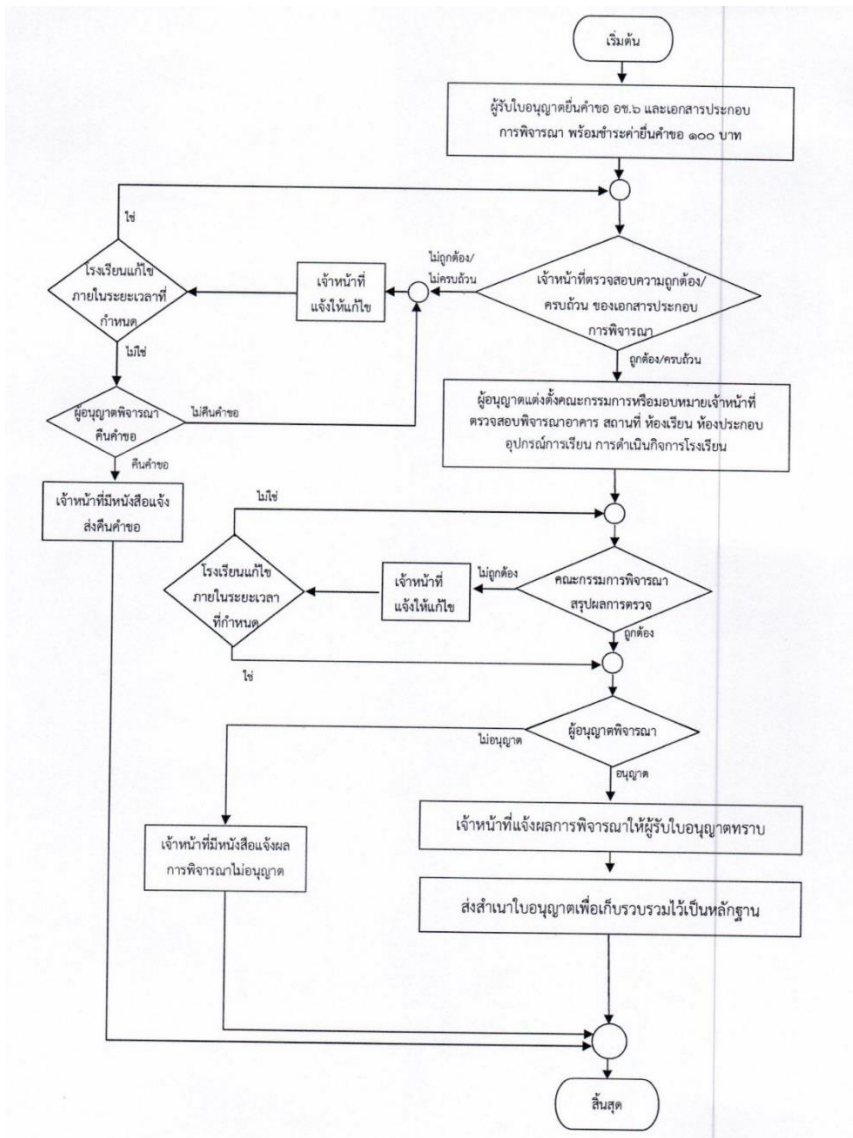 เริ่มต้น
ผู้รับใบอนุญาตยื่นคำขอ อช.๖ และเอกสารประกอบ
การพิจารณา พร้อมชำระค่ายื่นคำขอ ๑๐๐ บาท
ใช่
โรงเรียนแก้ไข
ภายในระยะเวลาที่
กำหนด
เจ้าหน้าที่
แจ้งให้แก้ไข
ไม่ถูกต้อง/
ไม่ครบถ้วน
เจ้าหน้าที่ตรวจสอบความถูกต้อง/
ครบถ้วน ของเอกสารประกอบ
การพิจารณา
ไม่ใช่
ถูกต้อง/ครบถ้วน
ผู้อนุญาตพิจารณา
คืนคำขอ
ไม่คืนคำขอ
ผู้อนุญาตแต่งตั้งคณะกรรมการหรือมอบหมายเจ้าหน้าที่
ตรวจสอบพิจารณาอาคาร สถานที่ ห้องเรียน ห้องประกอบ
อุปกรณ์การเรียน การดำเนินกิจการโรงเรียน
คืนคำขอ
เจ้าหน้าที่มีหนังสือแจ้ง
ส่งคืนคำขอ
ไม่ใช่
โรงเรียนแก้ไข
ภายในระยะเวลา
ที่กำหนด
เจ้าหน้าที่
แจ้งให้แก้ไข
ไม่ถูกต้อง
คณะกรรมการพิจารณา
สรุปผลการตรวจ
ถูกต้อง
ใช่
ไม่อนุญาต
ผู้อนุญาตพิจารณา
อนุญาต
เจ้าหน้าที่มีหนังสือแจ้งผล
การพิจารณาไม่อนุญาต
เจ้าหน้าที่แจ้งผลการพิจารณาให้ผู้รับใบอนุญาตทราบ
ส่งสำเนาใบอนุญาตเพื่อเก็บรวบรวมไว้เป็นหลักฐาน
สิ้นสุด